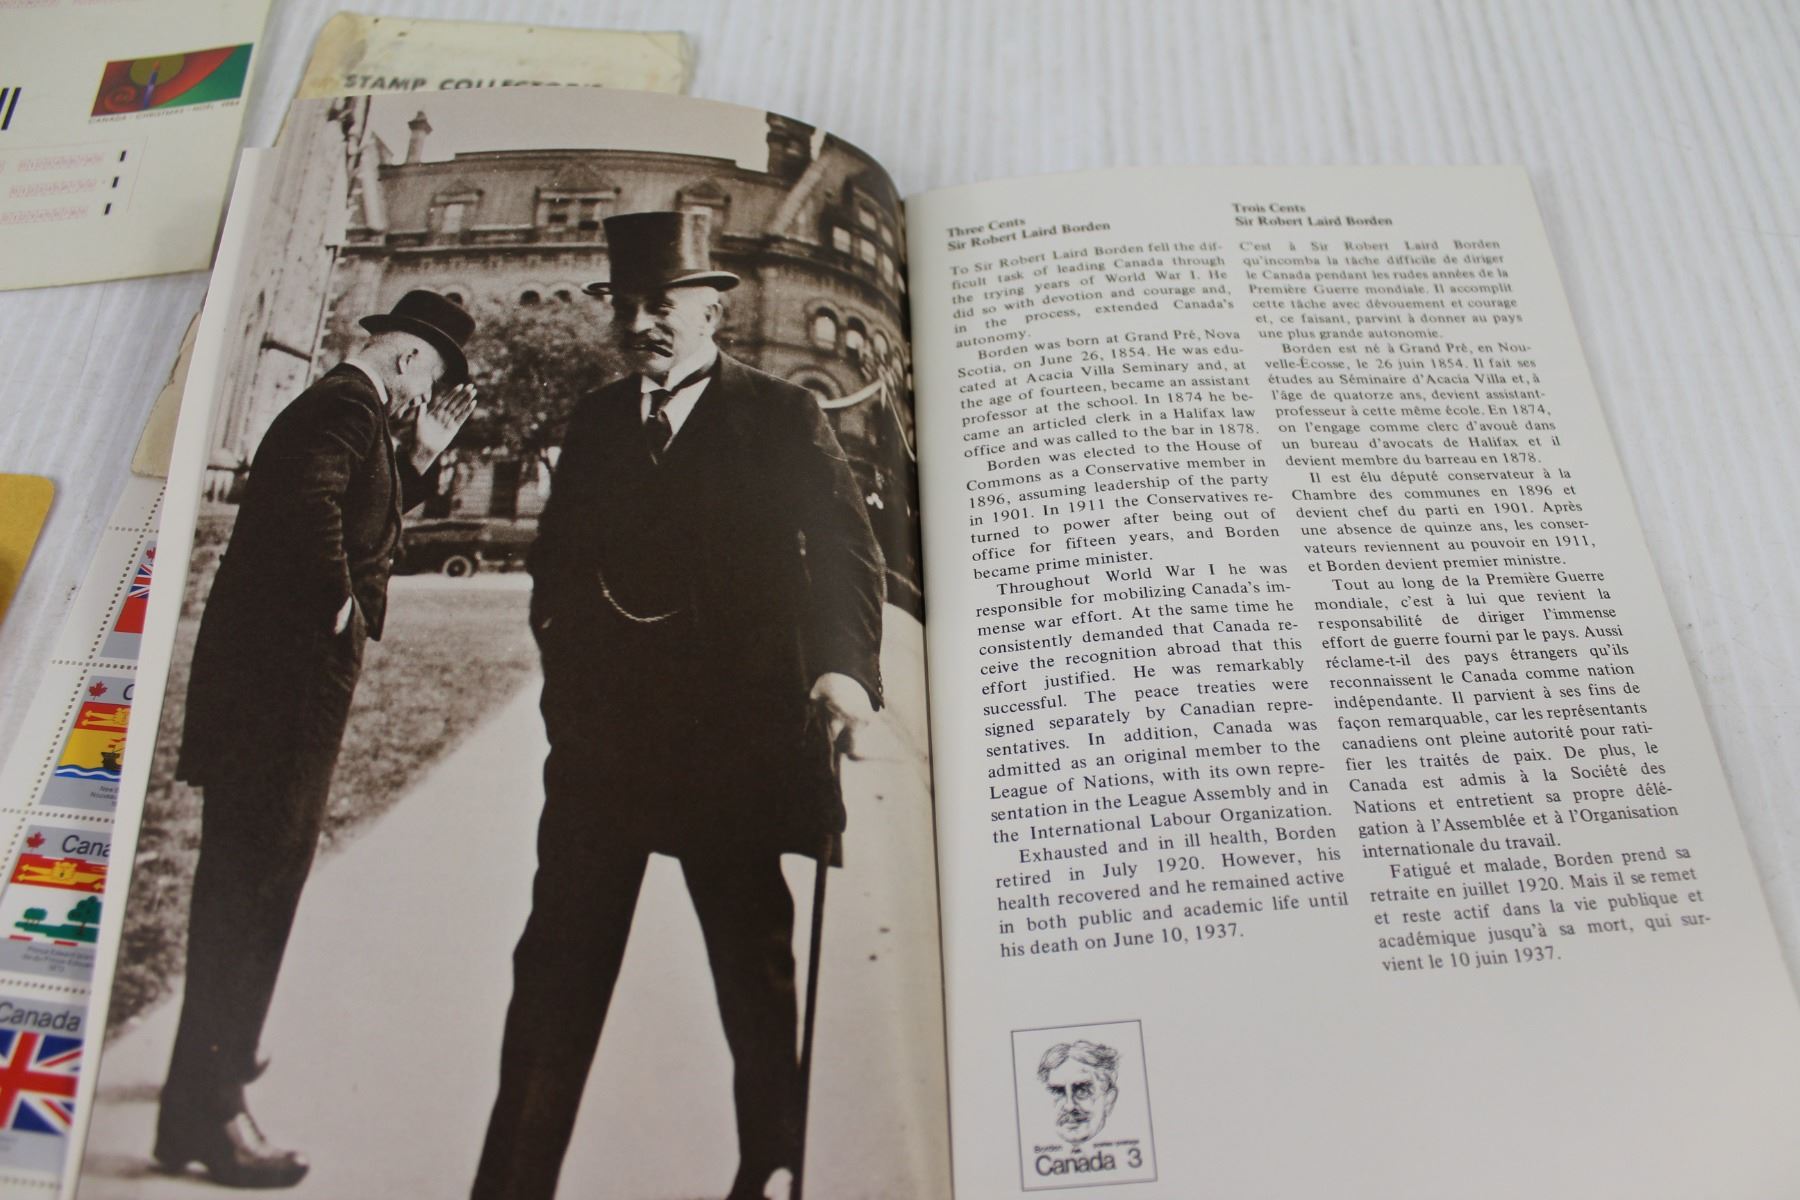 CANADA · CHRISTMAS · NOËL 1984
STAMP COLLECTOR'S
Three Cents
Sir Robert Laird Borden
To Sir Robert Laird Borden fell the dif-
ficult task of leading Canada through
the trying years of World War I. He
did so with devotion and courage and,
in the process, extended Canada's
autonomy.
Borden was born at Grand Pré, Nova
Scotia, on June 26, 1854. He was edu-
cated at Acacia Villa Seminary and, at
the age of fourteen, became an assistant
professor at the school. In 1874 he be-
came an articled clerk in a Halifax law
office and was called to the bar in 1878.
Borden was elected to the House of
Commons as a Conservative member in
1896, assuming leadership of the party
in 1901. In 1911 the Conservatives re-
turned to power after being out of
office for fifteen years, and Borden
became prime minister.
Throughout World War I he was
responsible for mobilizing Canada's im-
mense war effort. At the same time he
consistently demanded that Canada re-
ceive the recognition abroad that this
effort justified. He was remarkably
successful. The peace treaties were
signed separately by Canadian repre-
sentatives. In addition, Canada was
admitted as an original member to the
League of Nations, with its own repre-
sentation in the League Assembly and in
the International Labour Organization.
Exhausted and in ill health, Borden
retired in July 1920. However, his
health recovered and he remained active
in both public and academic life until
his death on June 10, 1937.
Trois Cents
Sir Robert Laird Borden
C'est à Sir Robert Laird Borden
qu'incomba la tâche difficile de diriger
le Canada pendant les rudes années de la
Première Guerre mondiale. Il accomplit
cette tâche avec dévouement et courage
et, ce faisant, parvint à donner au pays
une plus grande autonomie.
Borden est né à Grand Pré, en Nou-
velle-Écosse, le 26 juin 1854. Il fait ses
études au Séminaire d'Acacia Villa et, à
l'âge de quatorze ans, devient assistant-
professeur à cette même école. En 1874,
on l'engage comme clerc d'avoué dans
un bureau d'avocats de Halifax et il
devient membre du barreau en 1878.
Il est élu député conservateur à la
Chambre des communes en 1896 et
devient chef du parti en 1901. Après
une absence de quinze ans, les conser-
vateurs reviennent au pouvoir en 1911,
et Borden devient premier ministre.
Tout au long de la Première Guerre
mondiale, c'est à lui que revient la
responsabilité de diriger l'immense
effort de guerre fourni par le pays. Aussi
réclame-t-il des pays étrangers qu'ils
reconnaissent le Canada comme nation
indépendante. Il parvient à ses fins de
façon remarquable, car les représentants
canadiens ont pleine autorité pour rati-
fier les traités de paix. De plus, le
Canada est admis à la Société des
Nations et entretient sa propre délé-
gation à l'Assemblée et à l'Organisation
internationale du travail.
Fatigué et malade, Borden prend sa
retraite en juillet 1920. Mais il se remet
et reste actif dans la vie publique et
académique jusqu'à sa mort, qui sur-
vient le 10 juin 1937.
Borden
Canada 3
C
Cana
Prince Edward
1873
Canada